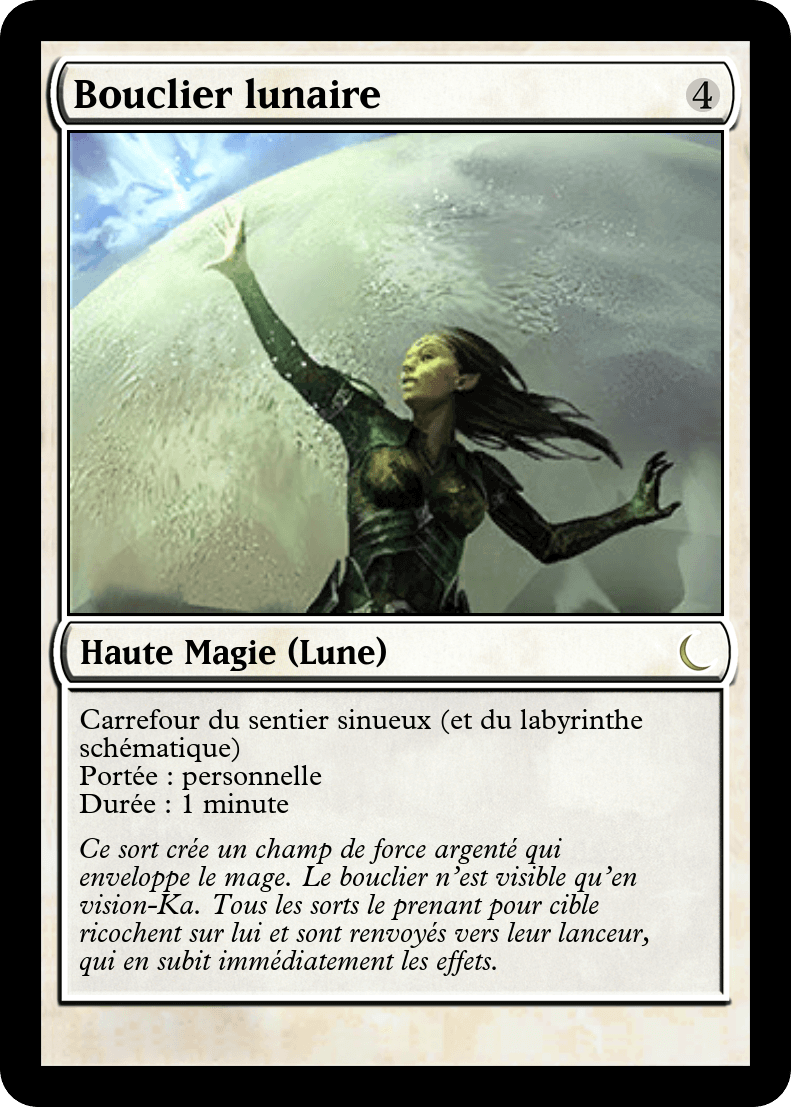 Bouclier lunaire
4
Haute Magie (Lune)
Carrefour du sentier sinueux (et du labyrinthe
schématique)
Portée : personnelle
Durée : 1 minute
Ce sort crée un champ de force argenté qui
enveloppe le mage. Le bouclier n'est visible qu'en
vision-Ka. Tous les sorts le prenant pour cible
ricochent sur lui et sont renvoyés vers leur lanceur,
qui en subit immédiatement les effets.